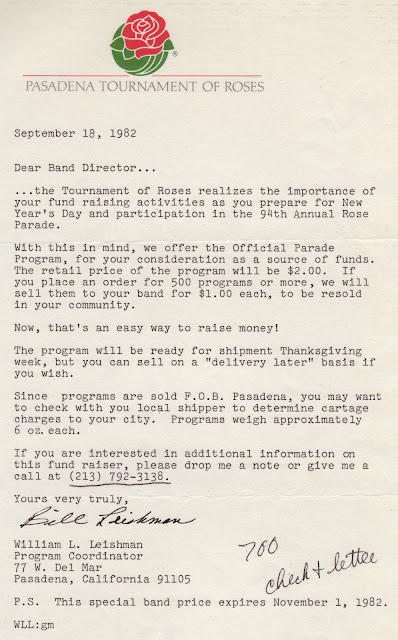 ®
PASADENA TOURNAMENT OF ROSES
September 18, 1982
Dear Band Director...
...the Tournament of Roses realizes the importance of
your fund raising activities as you prepare for New
Year's Day and participation in the 94th Annual Rose
Parade.
With this in mind, we offer the Official Parade
Program, for your consideration as a source of funds.
The retail price of the program will be $2.00. If
you place an order for 500 programs or more, we will
sell them to your band for $1.00 each, to be resold
in your community.
Now, that's an easy way to raise money!
The program will be ready for shipment Thanksgiving
week, but you can sell on a "delivery later" basis if
you wish.
Since programs are sold F.O.B. Pasadena, you may want
to check with you local shipper to determine cartage
charges to your city. Programs weigh approximately
6 oz. each.
If you are interested in additional information on
this fund raiser, please drop me a note or give me a
call at (213) 792-3138.
Yours very truly,
Bill Leishman
William L. Leishman
Program Coordinator
77 W. Del Mar
Pasadena, California 91105
700
check + letter
P.S. This special band price expires November 1, 1982.
WLL:gm